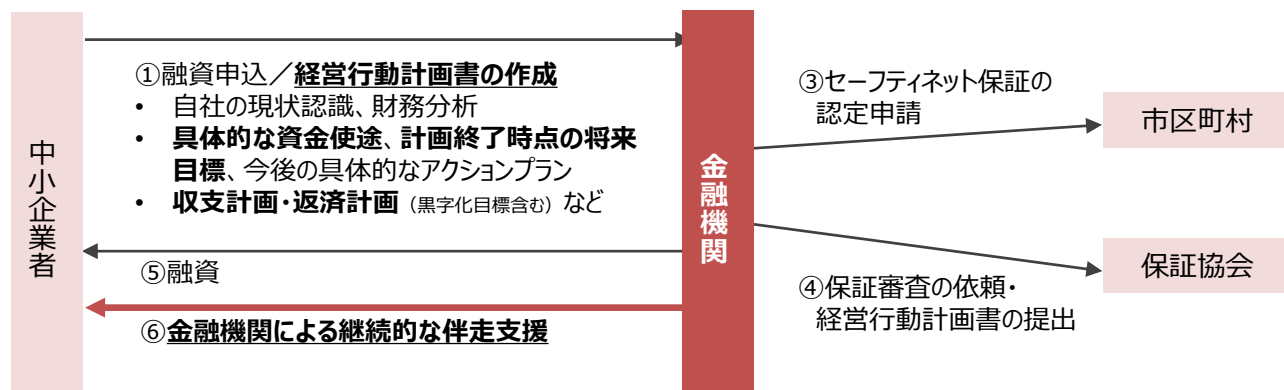 中小企業者
①融資申込／経営行動計画書の作成
• 自社の現状認識、財務分析
• 具体的な資金使途、計画終了時点の将来
目標、今後の具体的なアクションプラン
• 収支計画・返済計画（黒字化目標含む）など
⑤融資
⑥金融機関による継続的な伴走支援
金融機関
③セーフティネット保証の
認定申請
市区町村
保証協会
④保証審査の依頼・
経営行動計画書の提出